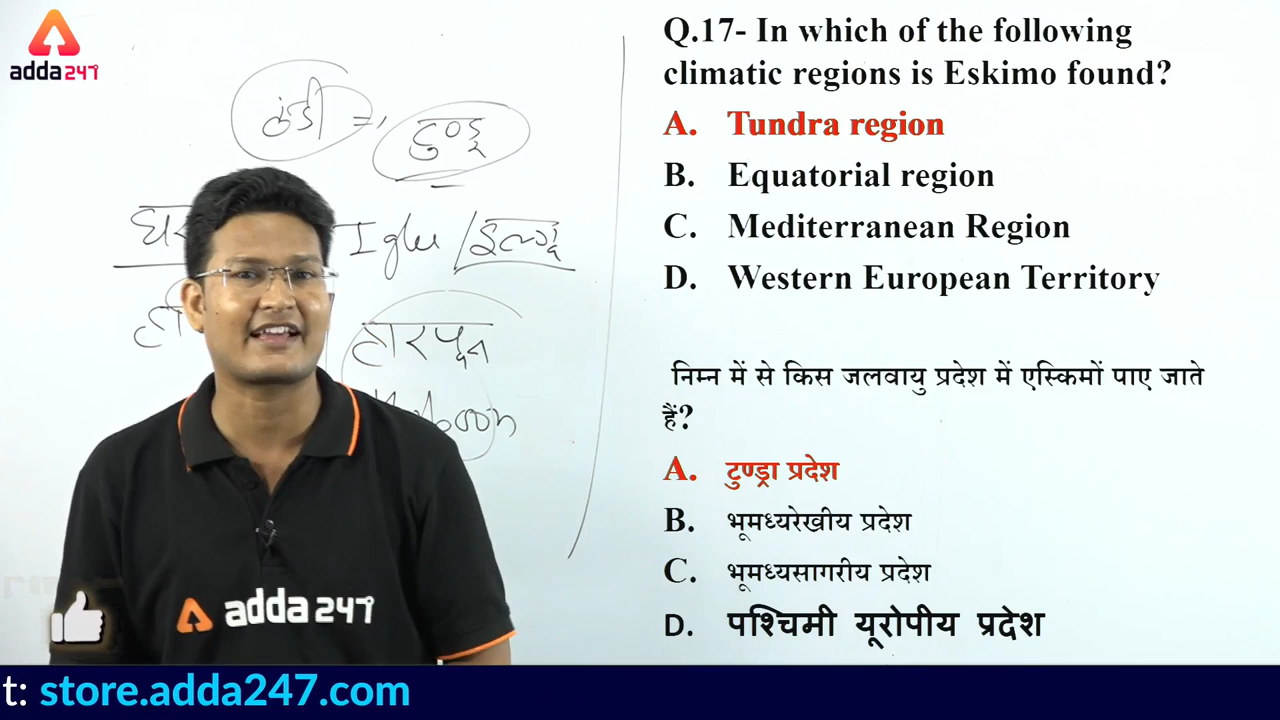 adda247
ठंडी =,
टुण्ड्र
घर
Iglu / इग्लू
हारपून
adda247
Q.17- In which of the following
climatic regions is Eskimo found?
A. Tundra region
B. Equatorial region
C. Mediterranean Region
D. Western European Territory
निम्न में से किस जलवायु प्रदेश में एस्किमों पाए जाते
हैं?
A. टुण्ड्रा प्रदेश
B. भूमध्यरेखीय प्रदेश
C. भूमध्यसागरीय प्रदेश
D. पश्चिमी यूरोपीय प्रदेश
t: store.adda247.com